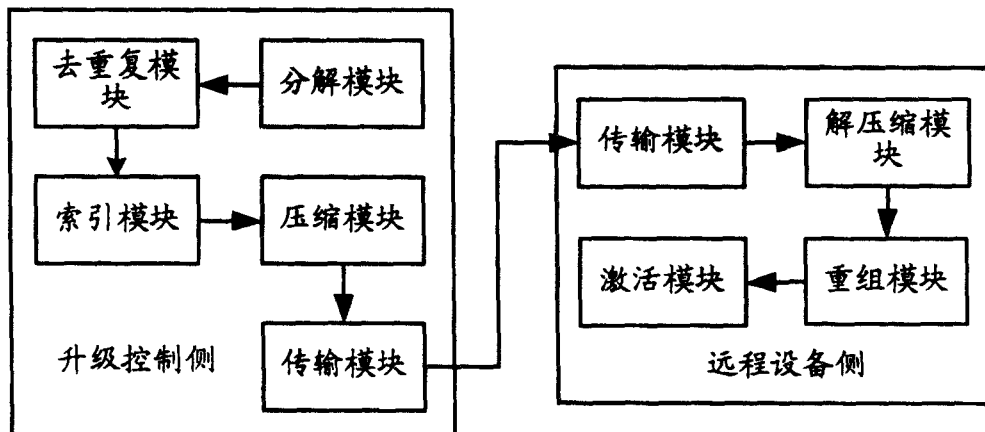 去重复模
块
分解模块
索引模块
压缩模块
升级控制侧
传输模块
传输模块
解压缩模
块
激活模块
重组模块
远程设备侧